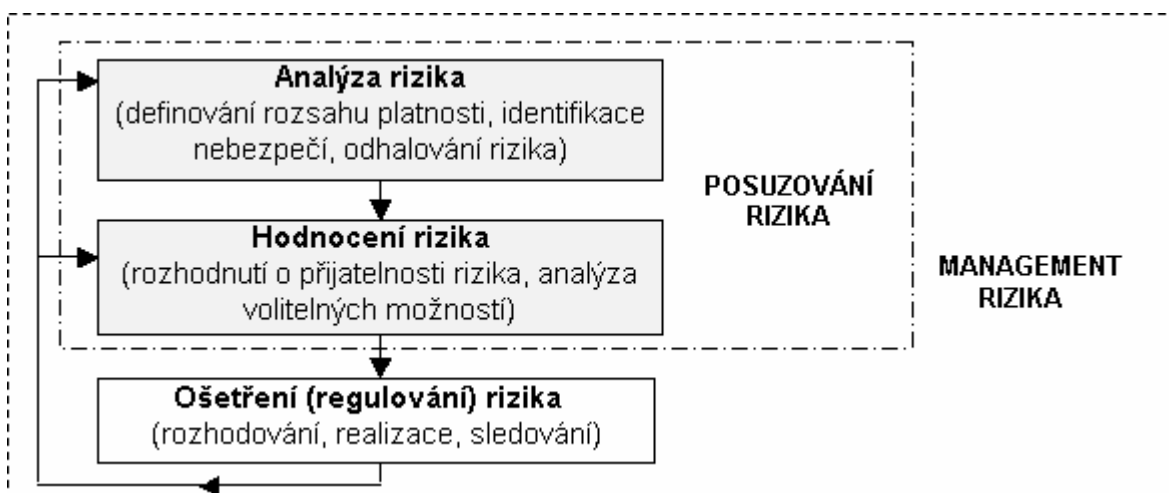 Analýza rizika
(definování rozsahu platnosti, identifikace
nebezpečí, odhalování rizika)
POSUZOVÁNÍ
RIZIKA
Hodnocení rizika
(rozhodnutí o přijatelnosti rizika, analýza
volitelných možností)
MANAGEMENT
RIZIKA
Ošetření (regulování) rizika
(rozhodování, realizace, sledování)